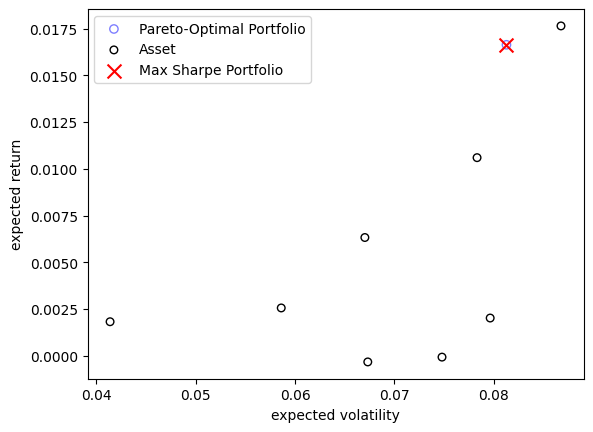 Pareto-Optimal Portfolio
Asset
Max Sharpe Portfolio
0.0175
0.0150
0.0125
0.0100
0.0075
0.0050
0.0025
0.0000
expected return
0.04 0.05 0.06 0.07 0.08
expected volatility